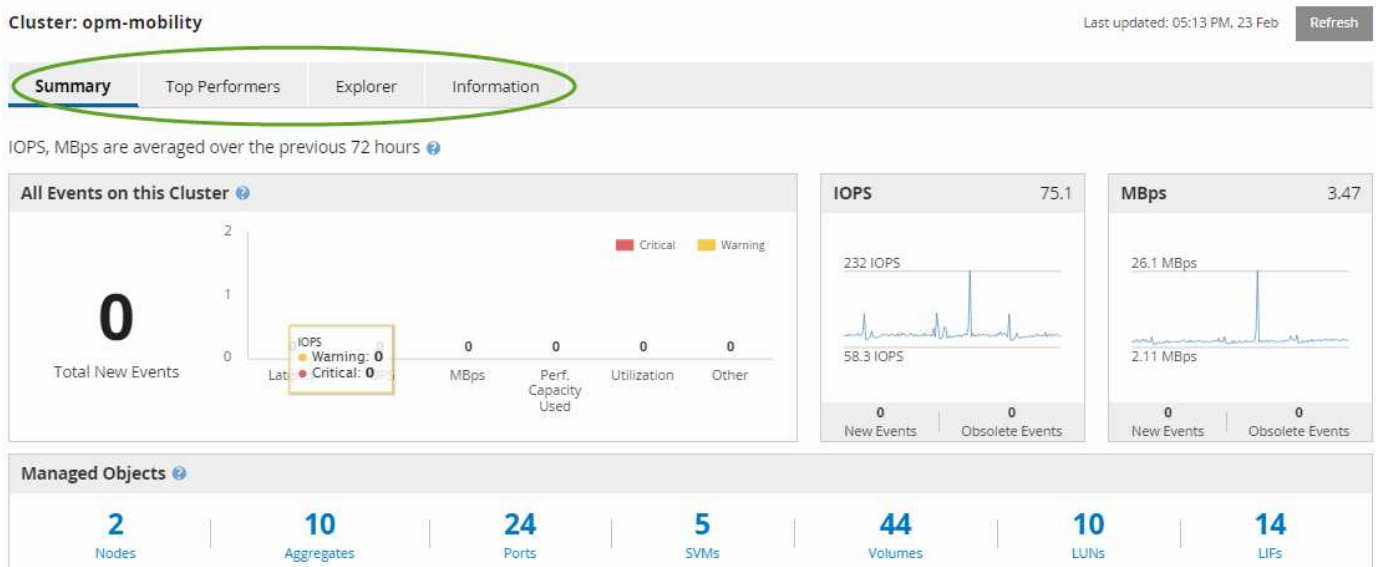 Cluster: opm-mobility
Last updated: 05:13 PM, 23 Feb Refresh
Summary Top Performers Explorer Information
IOPS, MBps are averaged over the previous 72 hours
All Events on this Cluster
2
Critical Warning
1
0
0
Total New Events
IOPS
Warning: 0
Critical: 0
0 0 0 0
MBps Perf. Capacity Used Utilization Other
IOPS 75.1
232 IOPS
58.3 IOPS
0 New Events
0 Obsolete Events
MBps 3.47
26.1 MBps
2.11 MBps
0 New Events
0 Obsolete Events
Managed Objects
2 10 24 5 44 10 14
Nodes Aggregates Ports SVMs Volumes LUNs LIFs